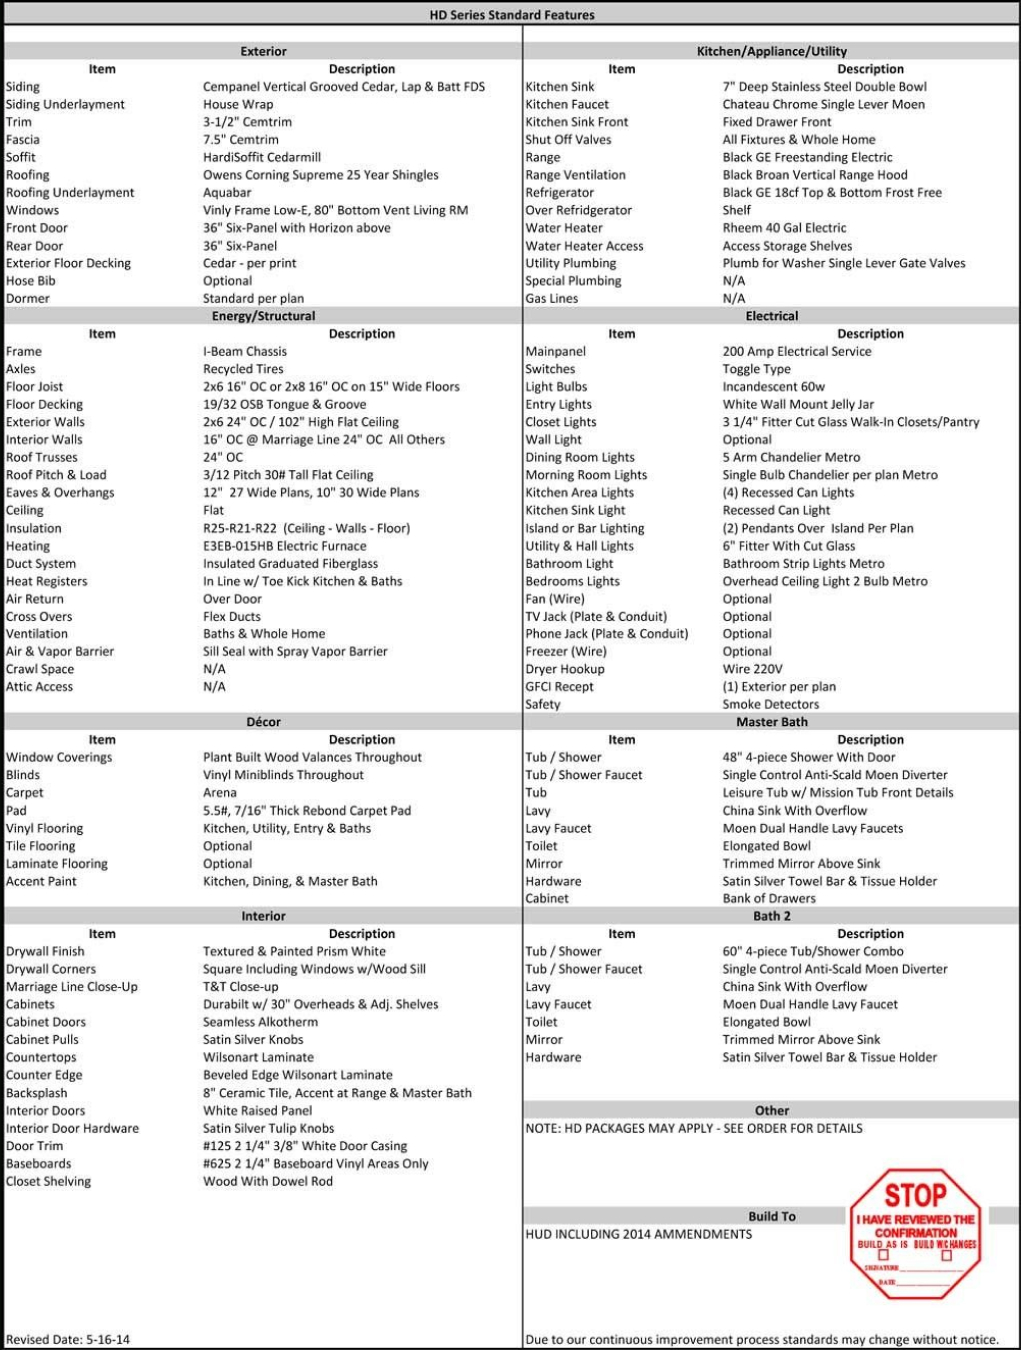 HD Series Standard Features
Exterior
Item Description
Siding Cempanel Vertical Grooved Cedar, Lap & Batt FDS
Siding Underlayment House Wrap
Trim 3-1/2" Cemtrim
Fascia 7.5" Cemtrim
Soffit HardiSoffit Cedarmill
Roofing Owens Corning Supreme 25 Year Shingles
Roofing Underlayment Aquabar
Windows Vinly Frame Low-E, 80" Bottom Vent Living RM
Front Door 36" Six-Panel with Horizon above
Rear Door 36" Six-Panel
Exterior Floor Decking Cedar - per print
Hose Bib Optional
Dormer Standard per plan
Energy/Structural
Item Description
Frame I-Beam Chassis
Axles Recycled Tires
Floor Joist 2x6 16" OC or 2x8 16" OC on 15" Wide Floors
Floor Decking 19/32 OSB Tongue & Groove
Exterior Walls 2x6 24" OC / 102" High Flat Ceiling
Interior Walls 16" OC @ Marriage Line 24" OC All Others
Roof Trusses 24" OC
Roof Pitch & Load 3/12 Pitch 30# Tall Flat Ceiling
Eaves & Overhangs 12" 27 Wide Plans, 10" 30 Wide Plans
Ceiling Flat
Insulation R25-R21-R22 (Ceiling - Walls - Floor)
Heating E3EB-015HB Electric Furnace
Duct System Insulated Graduated Fiberglass
Heat Registers In Line w/ Toe Kick Kitchen & Baths
Air Return Over Door
Cross Overs Flex Ducts
Ventilation Baths & Whole Home
Air & Vapor Barrier Sill Seal with Spray Vapor Barrier
Crawl Space N/A
Attic Access N/A
Décor
Item Description
Window Coverings Plant Built Wood Valances Throughout
Blinds Vinyl Miniblinds Throughout
Carpet Arena
Pad 5.5#, 7/16" Thick Rebond Carpet Pad
Vinyl Flooring Kitchen, Utility, Entry & Baths
Tile Flooring Optional
Laminate Flooring Optional
Accent Paint Kitchen, Dining, & Master Bath
Interior
Item Description
Drywall Finish Textured & Painted Prism White
Drywall Corners Square Including Windows w/Wood Sill
Marriage Line Close-Up T&T Close-up
Cabinets Durabilt w/ 30" Overheads & Adj. Shelves
Cabinet Doors Seamless Alkotherm
Cabinet Pulls Satin Silver Knobs
Countertops Wilsonart Laminate
Counter Edge Beveled Edge Wilsonart Laminate
Backsplash 8" Ceramic Tile, Accent at Range & Master Bath
Interior Doors White Raised Panel
Interior Door Hardware Satin Silver Tulip Knobs
Door Trim #125 2 1/4" 3/8" White Door Casing
Baseboards #625 2 1/4" Baseboard Vinyl Areas Only
Closet Shelving Wood With Dowel Rod
Revised Date: 5-16-14
Kitchen/Appliance/Utility
Item Description
Kitchen Sink 7" Deep Stainless Steel Double Bowl
Kitchen Faucet Chateau Chrome Single Lever Moen
Kitchen Sink Front Fixed Drawer Front
Shut Off Valves All Fixtures & Whole Home
Range Black GE Freestanding Electric
Range Ventilation Black Broan Vertical Range Hood
Refrigerator Black GE 18cf Top & Bottom Frost Free
Over Refridgerator Shelf
Water Heater Rheem 40 Gal Electric
Water Heater Access Access Storage Shelves
Utility Plumbing Plumb for Washer Single Lever Gate Valves
Special Plumbing N/A
Gas Lines N/A
Electrical
Item Description
Mainpanel 200 Amp Electrical Service
Switches Toggle Type
Light Bulbs Incandescent 60w
Entry Lights White Wall Mount Jelly Jar
Closet Lights 3 1/4" Fitter Cut Glass Walk-In Closets/Pantry
Wall Light Optional
Dining Room Lights 5 Arm Chandelier Metro
Morning Room Lights Single Bulb Chandelier per plan Metro
Kitchen Area Lights (4) Recessed Can Lights
Kitchen Sink Light Recessed Can Light
Island or Bar Lighting (2) Pendants Over Island Per Plan
Utility & Hall Lights 6" Fitter With Cut Glass
Bathroom Light Bathroom Strip Lights Metro
Bedrooms Lights Overhead Ceiling Light 2 Bulb Metro
Fan (Wire) Optional
TV Jack (Plate & Conduit) Optional
Phone Jack (Plate & Conduit) Optional
Freezer (Wire) Optional
Dryer Hookup Wire 220V
GFCI Recept (1) Exterior per plan
Safety Smoke Detectors
Master Bath
Item Description
Tub / Shower 48" 4-piece Shower With Door
Tub / Shower Faucet Single Control Anti-Scald Moen Diverter
Tub Leisure Tub w/ Mission Tub Front Details
Lavy China Sink With Overflow
Lavy Faucet Moen Dual Handle Lavy Faucets
Toilet Elongated Bowl
Mirror Trimmed Mirror Above Sink
Hardware Satin Silver Towel Bar & Tissue Holder
Cabinet Bank of Drawers
Bath 2
Item Description
Tub / Shower 60" 4-piece Tub/Shower Combo
Tub / Shower Faucet Single Control Anti-Scald Moen Diverter
Lavy China Sink With Overflow
Lavy Faucet Moen Dual Handle Lavy Faucet
Toilet Elongated Bowl
Mirror Trimmed Mirror Above Sink
Hardware Satin Silver Towel Bar & Tissue Holder
Other
NOTE: HD PACKAGES MAY APPLY - SEE ORDER FOR DETAILS
Build To
HUD INCLUDING 2014 AMMENDMENTS
STOP
I HAVE REVIEWED THE
CONFIRMATION
BUILD AS IS BUILD W/CHANGES
SIGNATURE
DATE
Due to our continuous improvement process standards may change without notice.